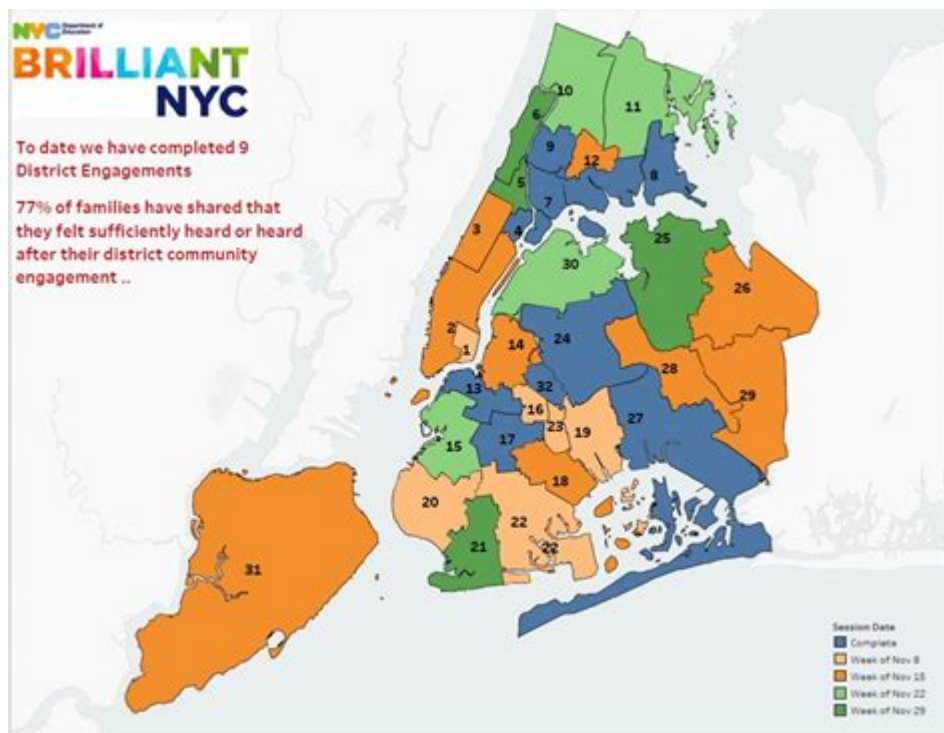 NYC Department of
Education
BRILLIANT
NYC
To date we have completed 9
District Engagements
77% of families have shared that
they felt sufficiently heard or heard
after their district community
engagement ..
10
11
6
9
12
8
5
7
4
3
25
30
26
2
1
14
24
28
13
32
29
16
27
23
19
15
17
18
20
22
21
22
31
Session Date
Complete
Week of Nov 8
Week of Nov 15
Week of Nov 22
Week of Nov 29